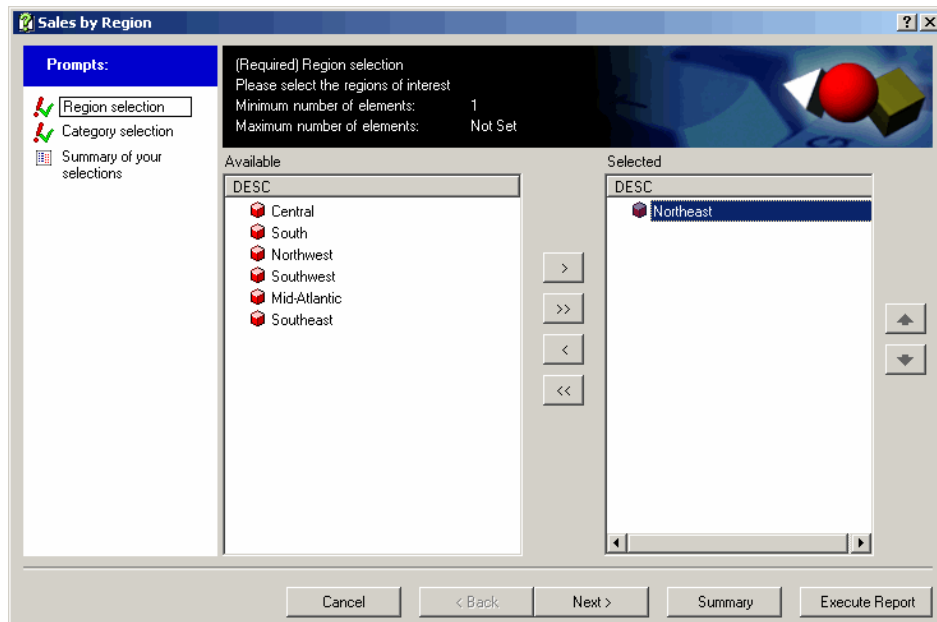 Sales by Region
Prompts:
Region selection
Category selection
Summary of your
selections
(Required) Region selection
Please select the regions of interest
Minimum number of elements: 1
Maximum number of elements: Not Set
Available
DESC
Central
South
Northwest
Southwest
Mid-Atlantic
Southeast
>
>>
<
<<
Selected
DESC
Northeast
Cancel
< Back
Next >
Summary
Execute Report